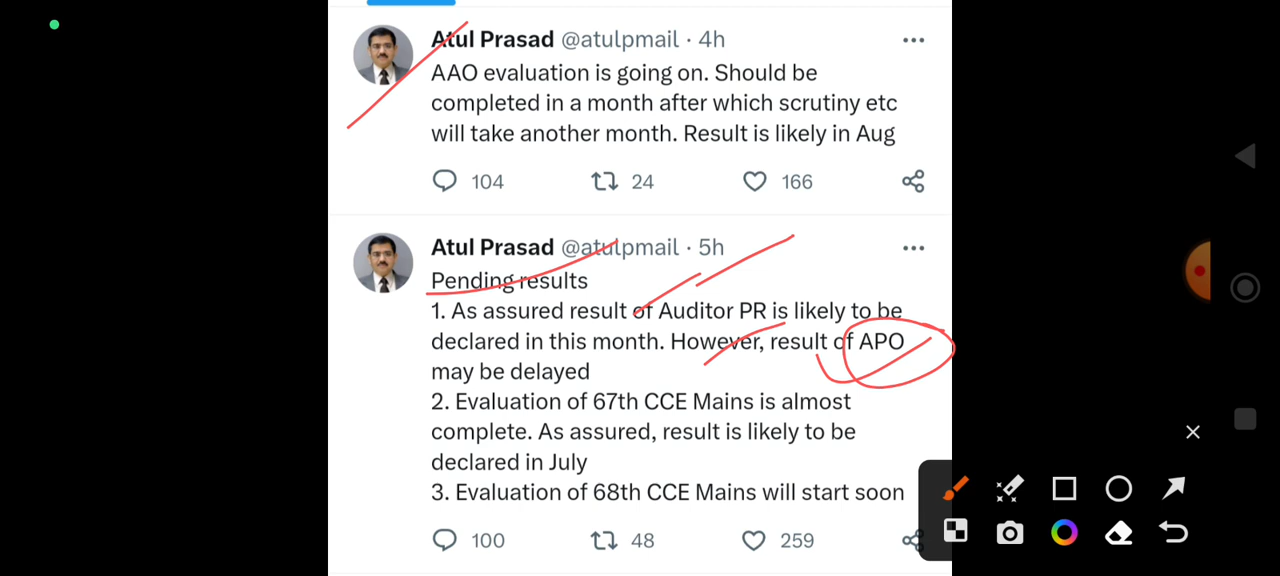 Atul Prasad @atulpmail · 4h
AAO evaluation is going on. Should be
completed in a month after which scrutiny etc
will take another month. Result is likely in Aug
104 24 166
Atul Prasad @atulpmail · 5h
Pending results
1. As assured result of Auditor PR is likely to be
declared in this month. However, result of APO
may be delayed
2. Evaluation of 67th CCE Mains is almost
complete. As assured, result is likely to be
declared in July
3. Evaluation of 68th CCE Mains will start soon
100 48 259